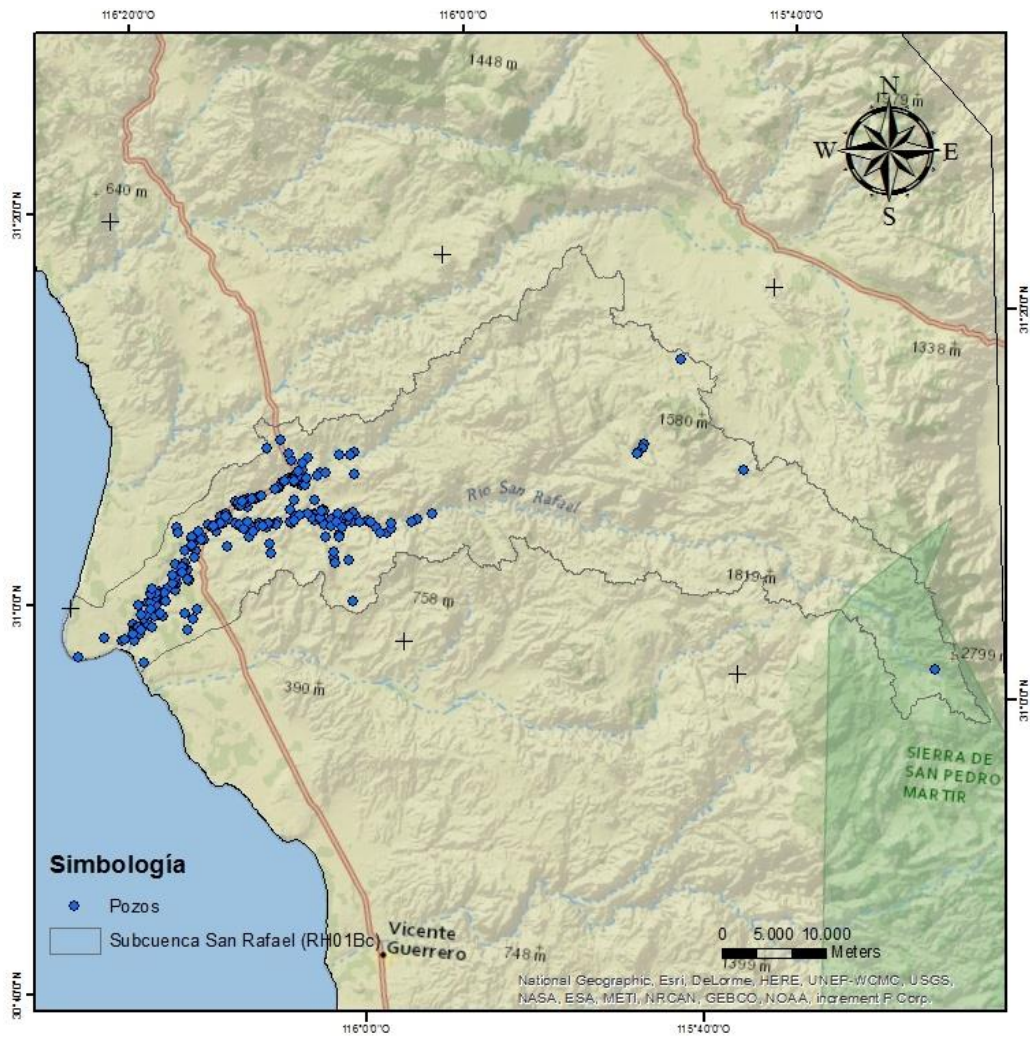 116°20'0"O
116°0'0"O
115°40'0"O
1448 m
N
1979 m
W
E
S
640 m
31°20'0"N
31°20'0"N
1338 m
1580 m
Rio San Rafael
1819 m
31°0'0"N
758 m
2799 m
31°0'0"N
390 m
SIERRA DE
SAN PEDRO
MARTIR
Simbología
Pozos
Subcuenca San Rafael (RH01Bc)
Vicente
Guerrero
748 m
0 5.000 10.000
Meters
1399 m
National Geographic, Esri, DeLorme, HERE, UNEP-WCMC, USGS,
NASA, ESA, METI, NRCAN, GEBCO, NOAA, increment P Corp.
30°40'0"N
116°0'0"O
115°40'0"O